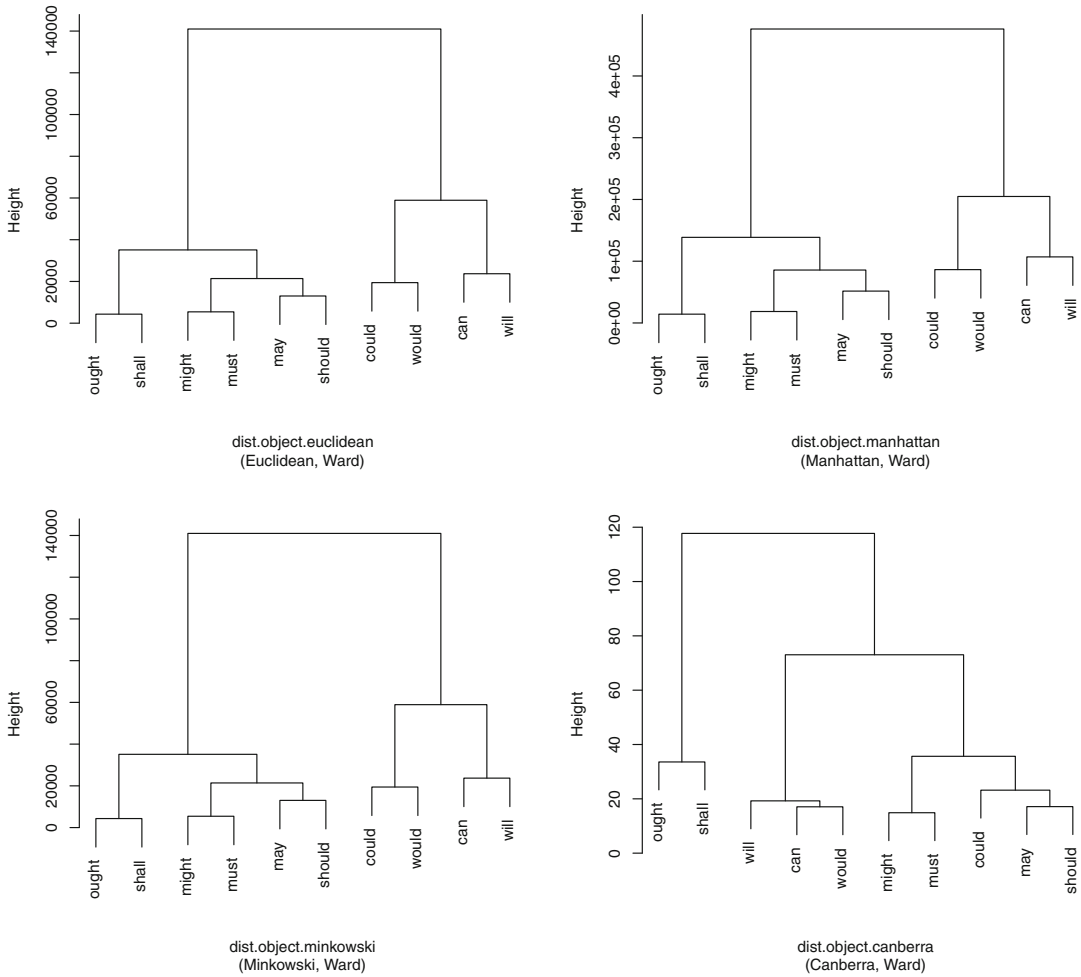 Height
140000
100000
60000
20000
0
ought
shall
might
must
may
should
could
would
can
will
dist.object.euclidean
(Euclidean, Ward)
Height
4e+05
3e+05
2e+05
1e+05
0e+00
ought
shall
might
must
may
should
could
would
can
will
dist.object.manhattan
(Manhattan, Ward)
Height
140000
100000
60000
20000
0
ought
shall
might
must
may
should
could
would
can
will
dist.object.minkowski
(Minkowski, Ward)
Height
120
100
80
60
40
20
0
ought
shall
will
can
would
might
must
could
may
should
dist.object.canberra
(Canberra, Ward)